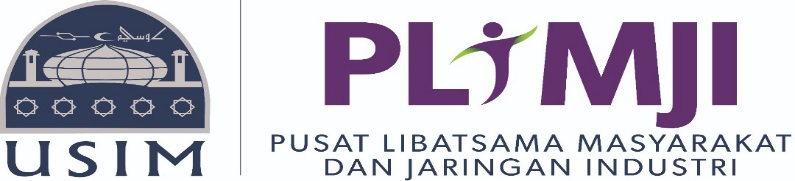 USIM
PLiMJI
PUSAT LIBATSAMA MASYARAKAT
DAN JARINGAN INDUSTRI